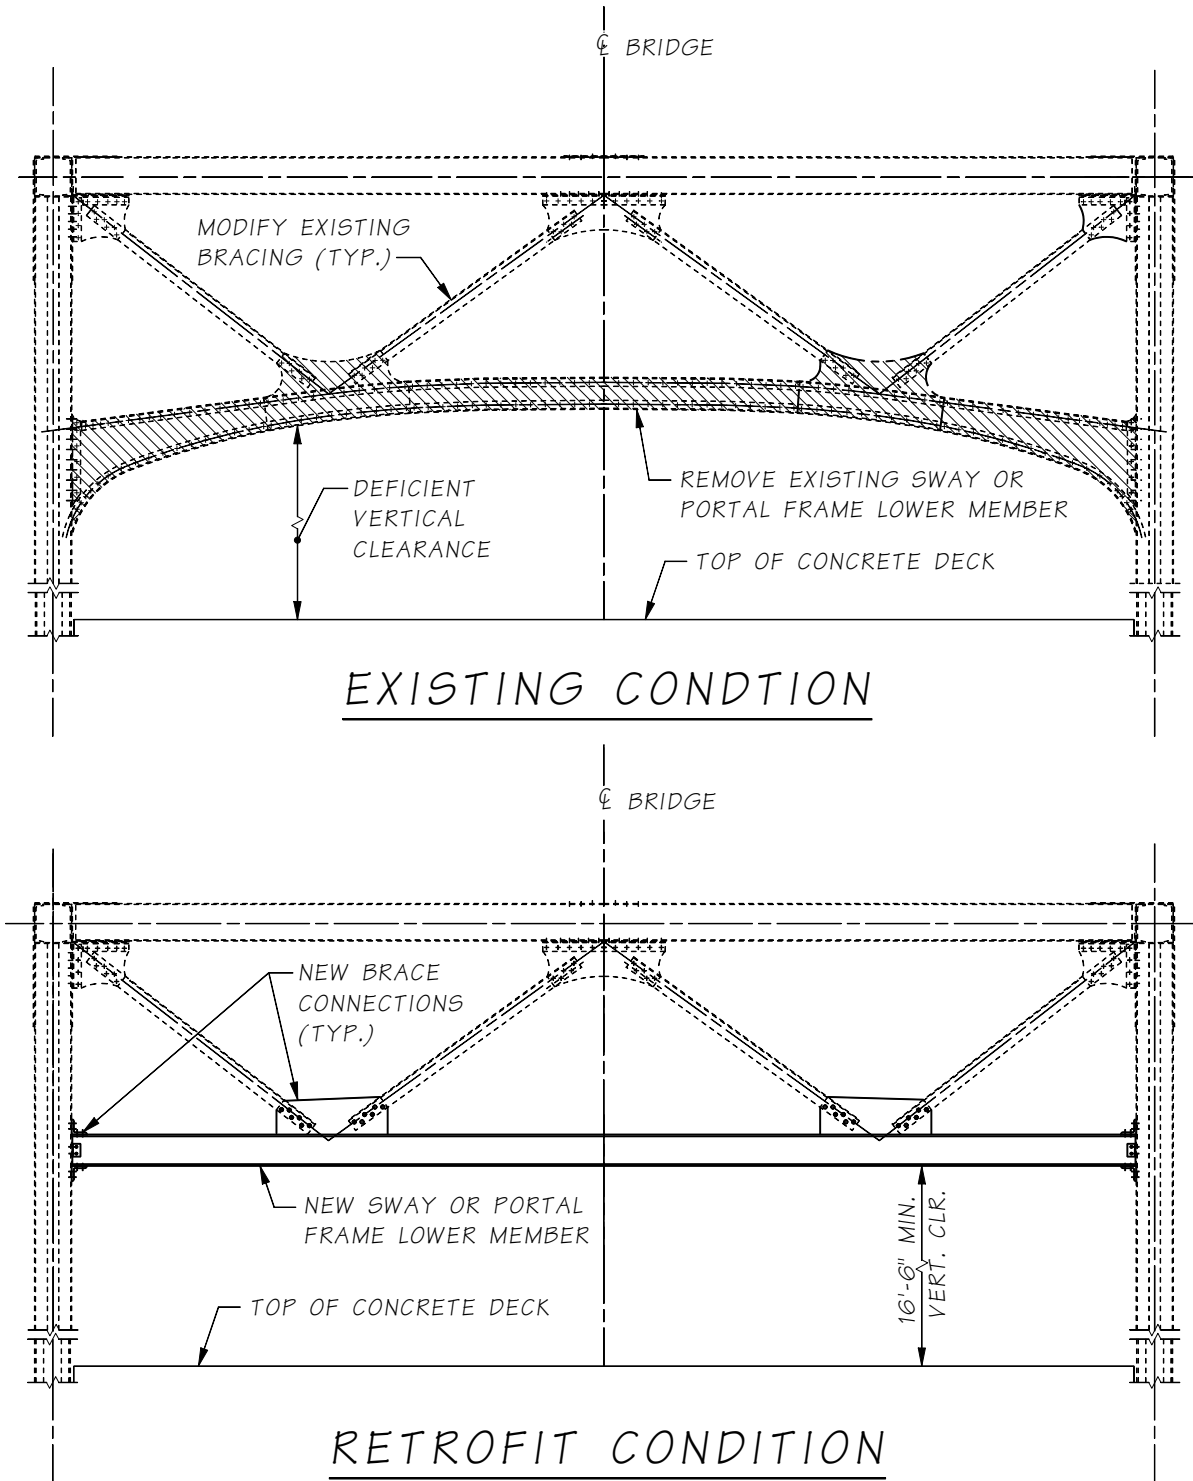 ℄ BRIDGE
MODIFY EXISTING
BRACING (TYP.)
DEFICIENT
VERTICAL
CLEARANCE
REMOVE EXISTING SWAY OR
PORTAL FRAME LOWER MEMBER
TOP OF CONCRETE DECK
EXISTING CONDTION
℄ BRIDGE
NEW BRACE
CONNECTIONS
(TYP.)
NEW SWAY OR PORTAL
FRAME LOWER MEMBER
16'-6" MIN.
VERT. CLR.
TOP OF CONCRETE DECK
RETROFIT CONDITION